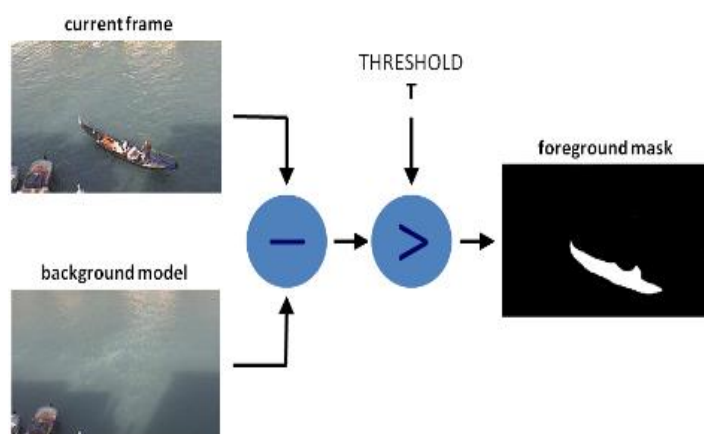 current frame
THRESHOLD
T
foreground mask
−
>
background model